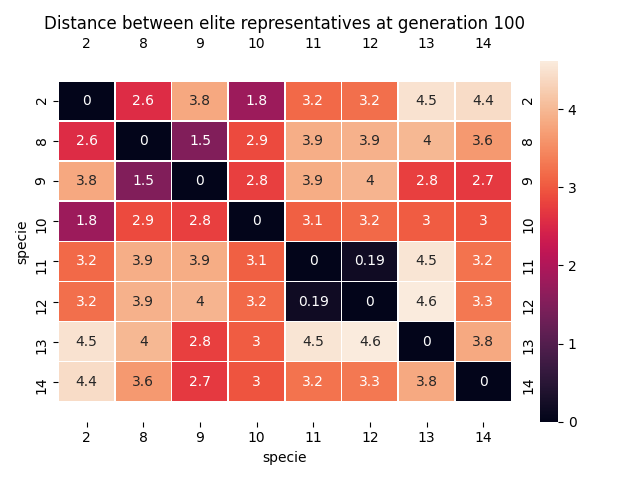 Distance between elite representatives at generation 100
2 8 9 10 11 12 13 14
2 0 2.6 3.8 1.8 3.2 3.2 4.5 4.4 2
8 2.6 0 1.5 2.9 3.9 3.9 4 3.6 8
9 3.8 1.5 0 2.8 3.9 4 2.8 2.7 9
10 1.8 2.9 2.8 0 3.1 3.2 3 3 10
11 3.2 3.9 3.9 3.1 0 0.19 4.5 3.2 11
12 3.2 3.9 4 3.2 0.19 0 4.6 3.3 12
13 4.5 4 2.8 3 4.5 4.6 0 3.8 13
14 4.4 3.6 2.7 3 3.2 3.3 3.8 0 14
2 8 9 10 11 12 13 14
specie
specie
4
3
2
1
0